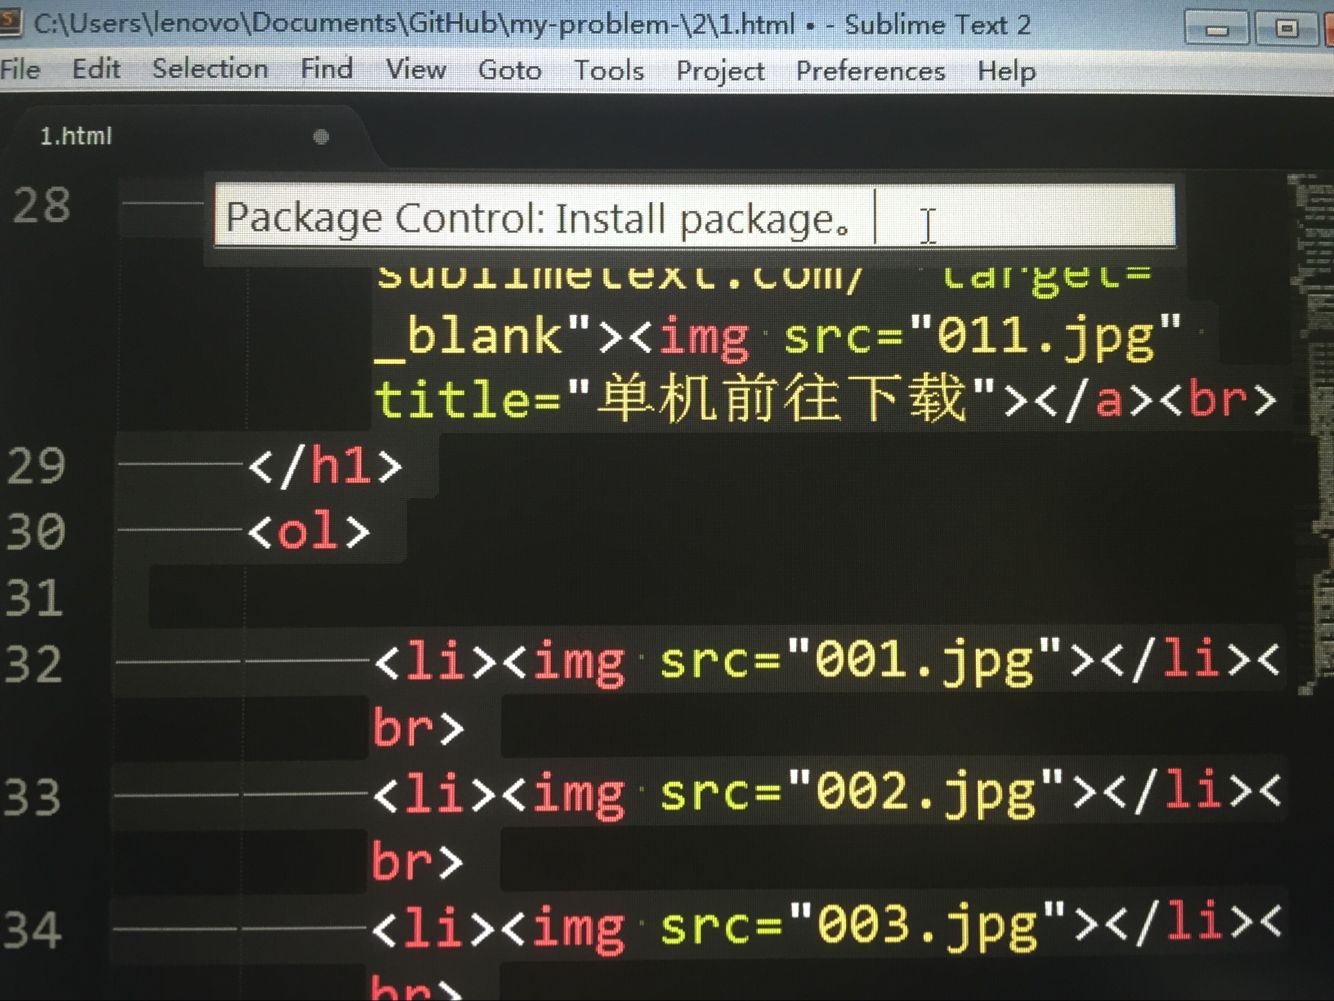 C:\Users\lenovo\Documents\GitHub\my-problem-\2\1.html • - Sublime Text 2
File Edit Selection Find View Goto Tools Project Preferences Help
1.html
28
Package Control: Install package。
sublimetext.com/ target=
_blank"><img src="011.jpg"
title="单机前往下载"></a><br>
29 </h1>
30 <ol>
31
32 <li><img src="001.jpg"></li><
br>
33 <li><img src="002.jpg"></li><
br>
34 <li><img src="003.jpg"></li><
br>